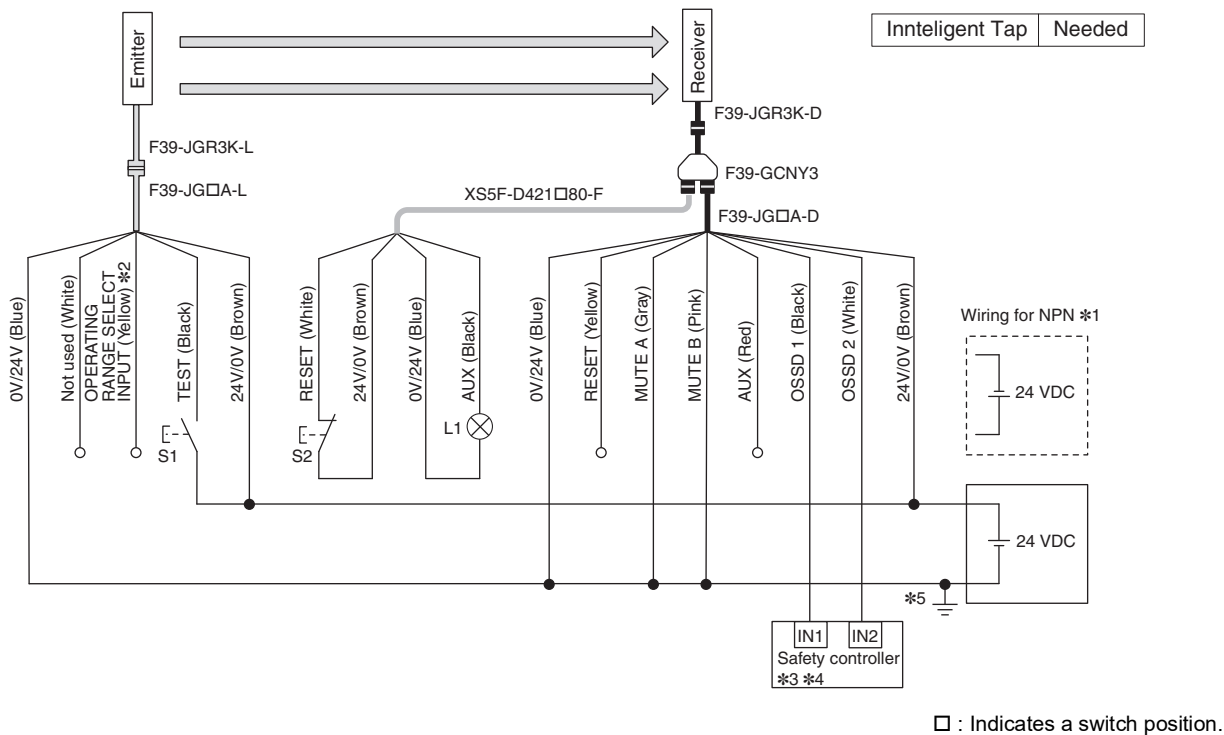 Emitter
Receiver
Innteligent Tap Needed
F39-JGR3K-D
F39-JGR3K-L
F39-GCNY3
F39-JG□A-L
XS5F-D421□80-F
F39-JG□A-D
0V/24V (Blue)
Not used (White)
OPERATING
RANGE SELECT
INPUT (Yellow) *2
TEST (Black)
24V/0V (Brown)
RESET (White)
24V/0V (Brown)
0V/24V (Blue)
AUX (Black)
0V/24V (Blue)
RESET (Yellow)
MUTE A (Gray)
MUTE B (Pink)
AUX (Red)
OSSD 1 (Black)
OSSD 2 (White)
24V/0V (Brown)
Wiring for NPN *1
24 VDC
S1
S2
L1
24 VDC
*5
IN1
IN2
Safety controller
*3 *4
□ : Indicates a switch position.